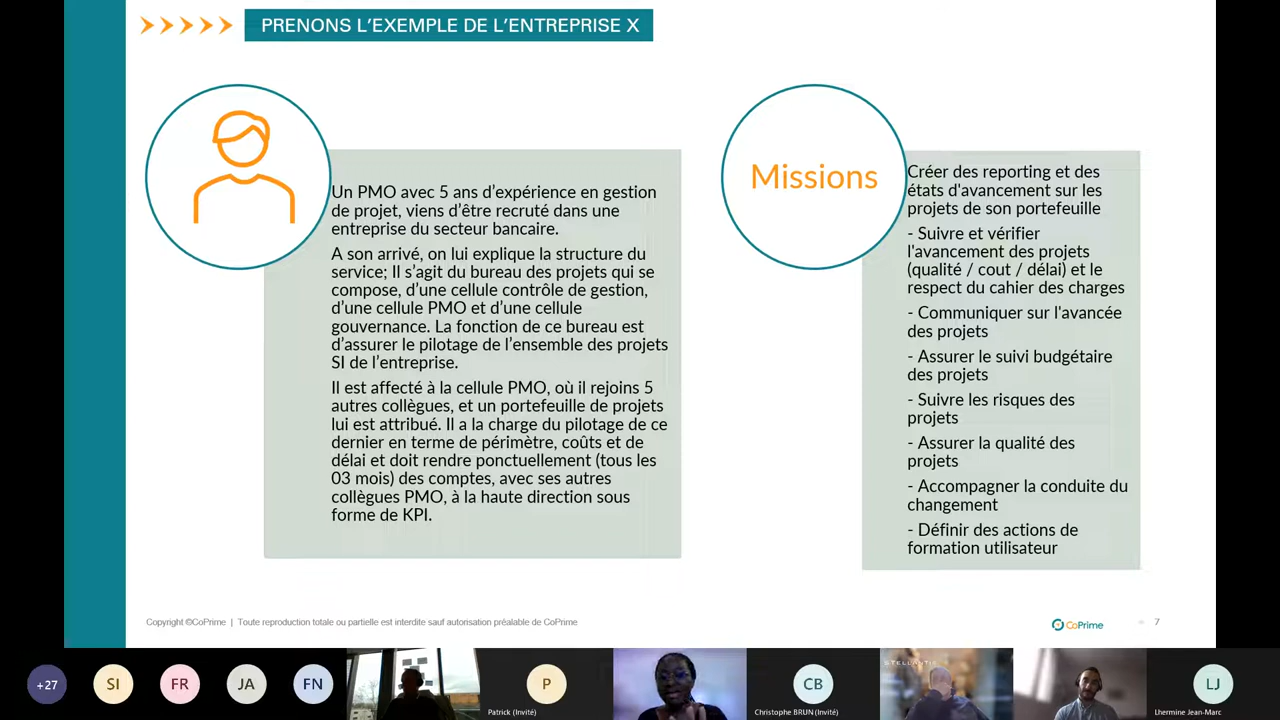 PRENONS L’EXEMPLE DE L’ENTREPRISE X
Un PMO avec 5 ans d’expérience en gestion
de projet, viens d’être recruté dans une
entreprise du secteur bancaire.
A son arrivé, on lui explique la structure du
service; Il s’agit du bureau des projets qui se
compose, d’une cellule contrôle de gestion,
d’une cellule PMO et d’une cellule
gouvernance. La fonction de ce bureau est
d’assurer le pilotage de l’ensemble des projets
SI de l’entreprise.
Il est affecté à la cellule PMO, où il rejoins 5
autres collègues, et un portefeuille de projets
lui est attribué. Il a la charge du pilotage de ce
dernier en terme de périmètre, coûts et de
délai et doit rendre ponctuellement (tous les
03 mois) des comptes, avec ses autres
collègues PMO, à la haute direction sous
forme de KPI.
Missions
Créer des reporting et des
états d'avancement sur les
projets de son portefeuille
- Suivre et vérifier
l'avancement des projets
(qualité / cout / délai) et le
respect du cahier des charges
- Communiquer sur l'avancée
des projets
- Assurer le suivi budgétaire
des projets
- Suivre les risques des
projets
- Assurer la qualité des
projets
- Accompagner la conduite du
changement
- Définir des actions de
formation utilisateur
Copyright ©CoPrime | Toute reproduction totale ou partielle est interdite sauf autorisation préalable de CoPrime
CoPrime
7
+27
SI
FR
JA
FN
P
Patrick (Invité)
CB
Christophe BRUN (Invité)
STELLANTIS
LJ
Lhermine Jean-Marc